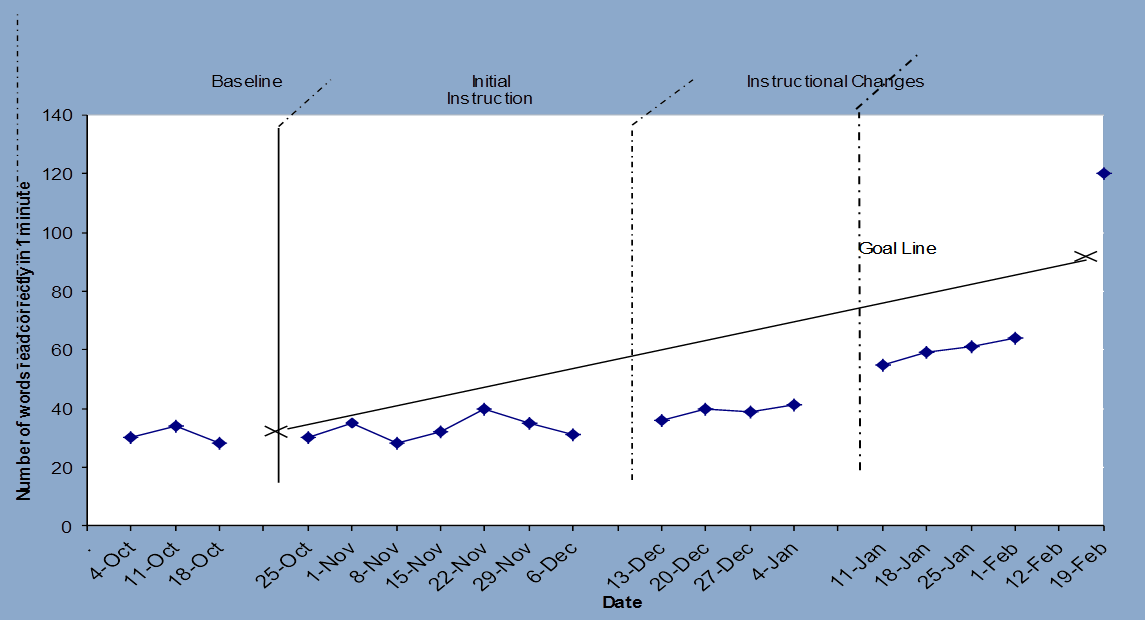 Baseline
Initial
Instruction
Instructional Changes
Number of words read correctly in 1 minute
140
120
100
80
60
40
20
0
Goal Line
.
4-Oct
11-Oct
18-Oct
25-Oct
1-Nov
8-Nov
15-Nov
22-Nov
29-Nov
6-Dec
13-Dec
20-Dec
27-Dec
4-Jan
11-Jan
18-Jan
25-Jan
1-Feb
12-Feb
19-Feb
Date